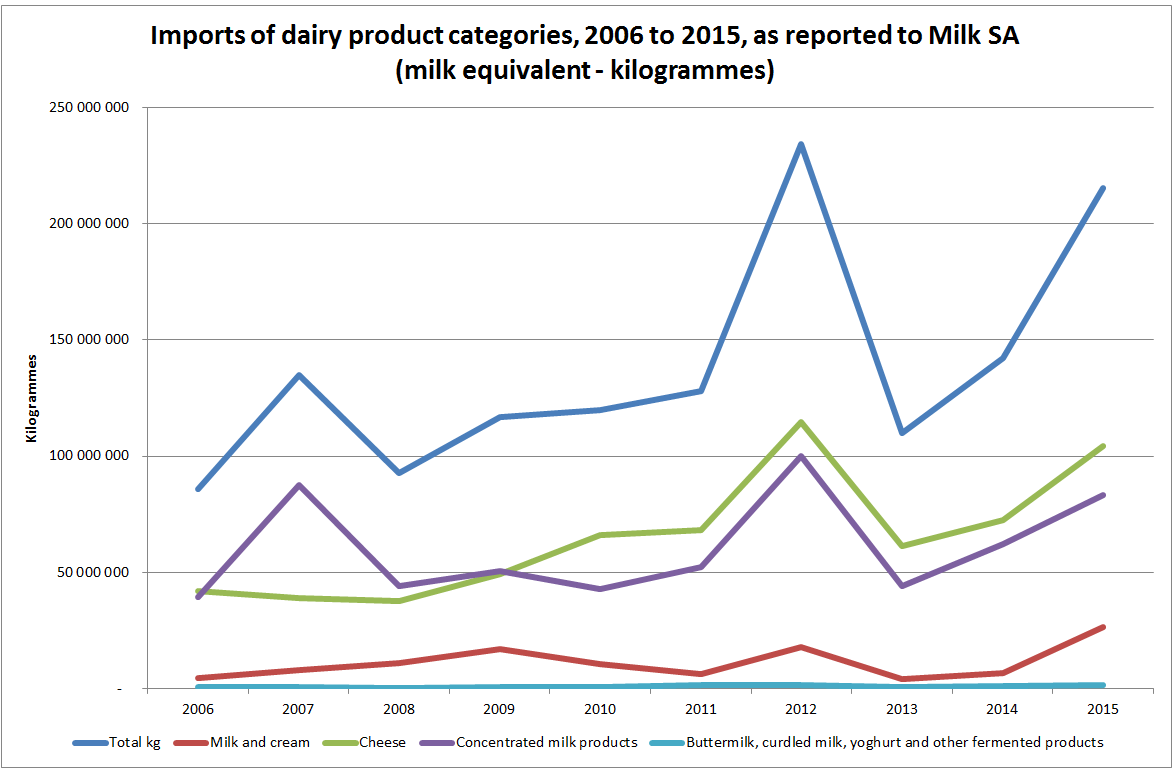 Imports of dairy product categories, 2006 to 2015, as reported to Milk SA
(milk equivalent - kilogrammes)
250 000 000
200 000 000
150 000 000
100 000 000
50 000 000
-
Kilogrammes
2006 2007 2008 2009 2010 2011 2012 2013 2014 2015
Total kg Milk and cream Cheese Concentrated milk products Buttermilk, curdled milk, yoghurt and other fermented products